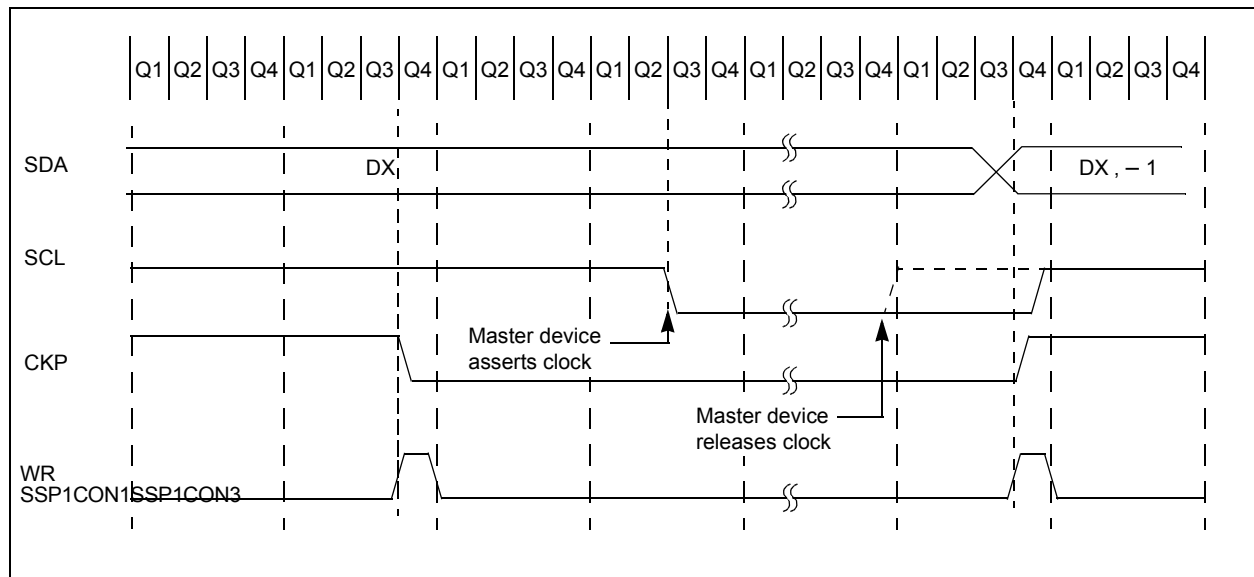 Q1 Q2 Q3 Q4 Q1 Q2 Q3 Q4 Q1 Q2 Q3 Q4 Q1 Q2 Q3 Q4 Q1 Q2 Q3 Q4 Q1 Q2 Q3 Q4 Q1 Q2 Q3 Q4
SDA
DX
DX , – 1
SCL
Master device
asserts clock
CKP
Master device
releases clock
WR
SSP1CON1SSP1CON3